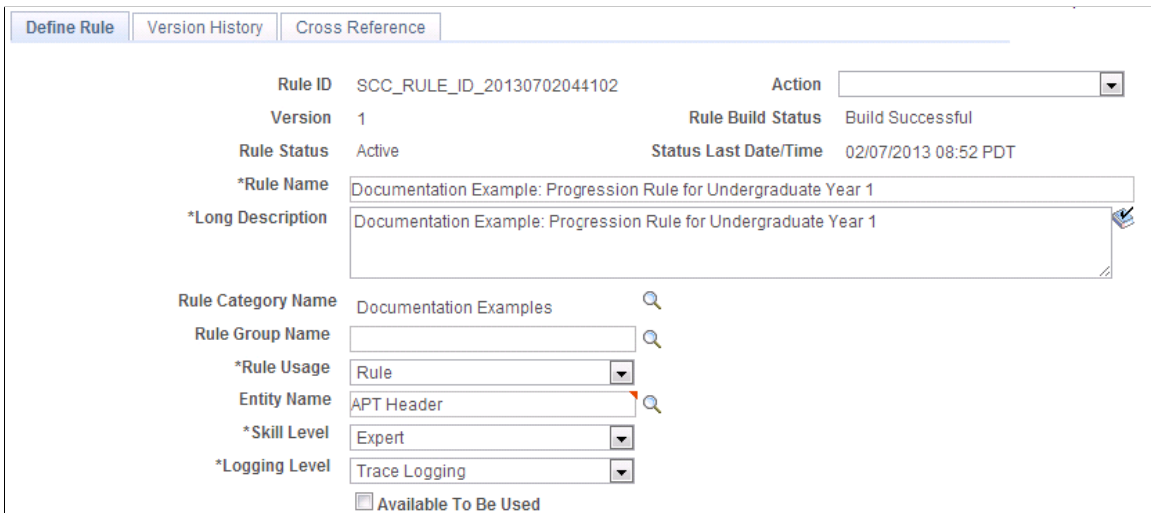 Define Rule Version History Cross Reference
Rule ID SCC_RULE_ID_20130702044102 Action
Version 1 Rule Build Status Build Successful
Rule Status Active Status Last Date/Time 02/07/2013 08:52 PDT
*Rule Name Documentation Example: Progression Rule for Undergraduate Year 1
*Long Description Documentation Example: Progression Rule for Undergraduate Year 1
Rule Category Name Documentation Examples
Rule Group Name
*Rule Usage Rule
Entity Name APT Header
*Skill Level Expert
*Logging Level Trace Logging
Available To Be Used